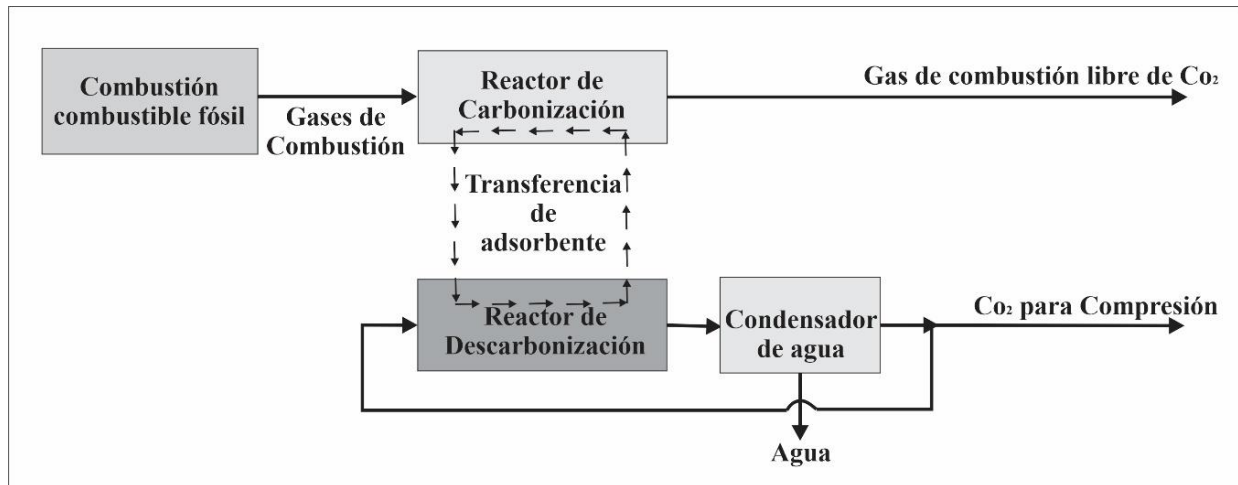 Combustión
combustible fósil
Gases de
Combustión
Reactor de
Carbonización
Gas de combustión libre de Co₂
Transferencia
de
adsorbente
Reactor de
Descarbonización
Condensador
de agua
Co₂ para Compresión
Agua